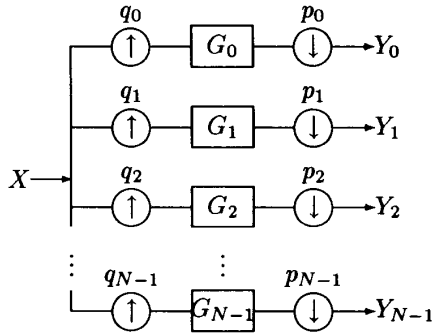 q₀ p₀
↑ G₀ ↓ Y₀
q₁ p₁
↑ G₁ ↓ Y₁
X
q₂ p₂
↑ G₂ ↓ Y₂
⋮ ⋮ ⋮
q_{N−1} p_{N−1}
↑ G_{N−1} ↓ Y_{N−1}